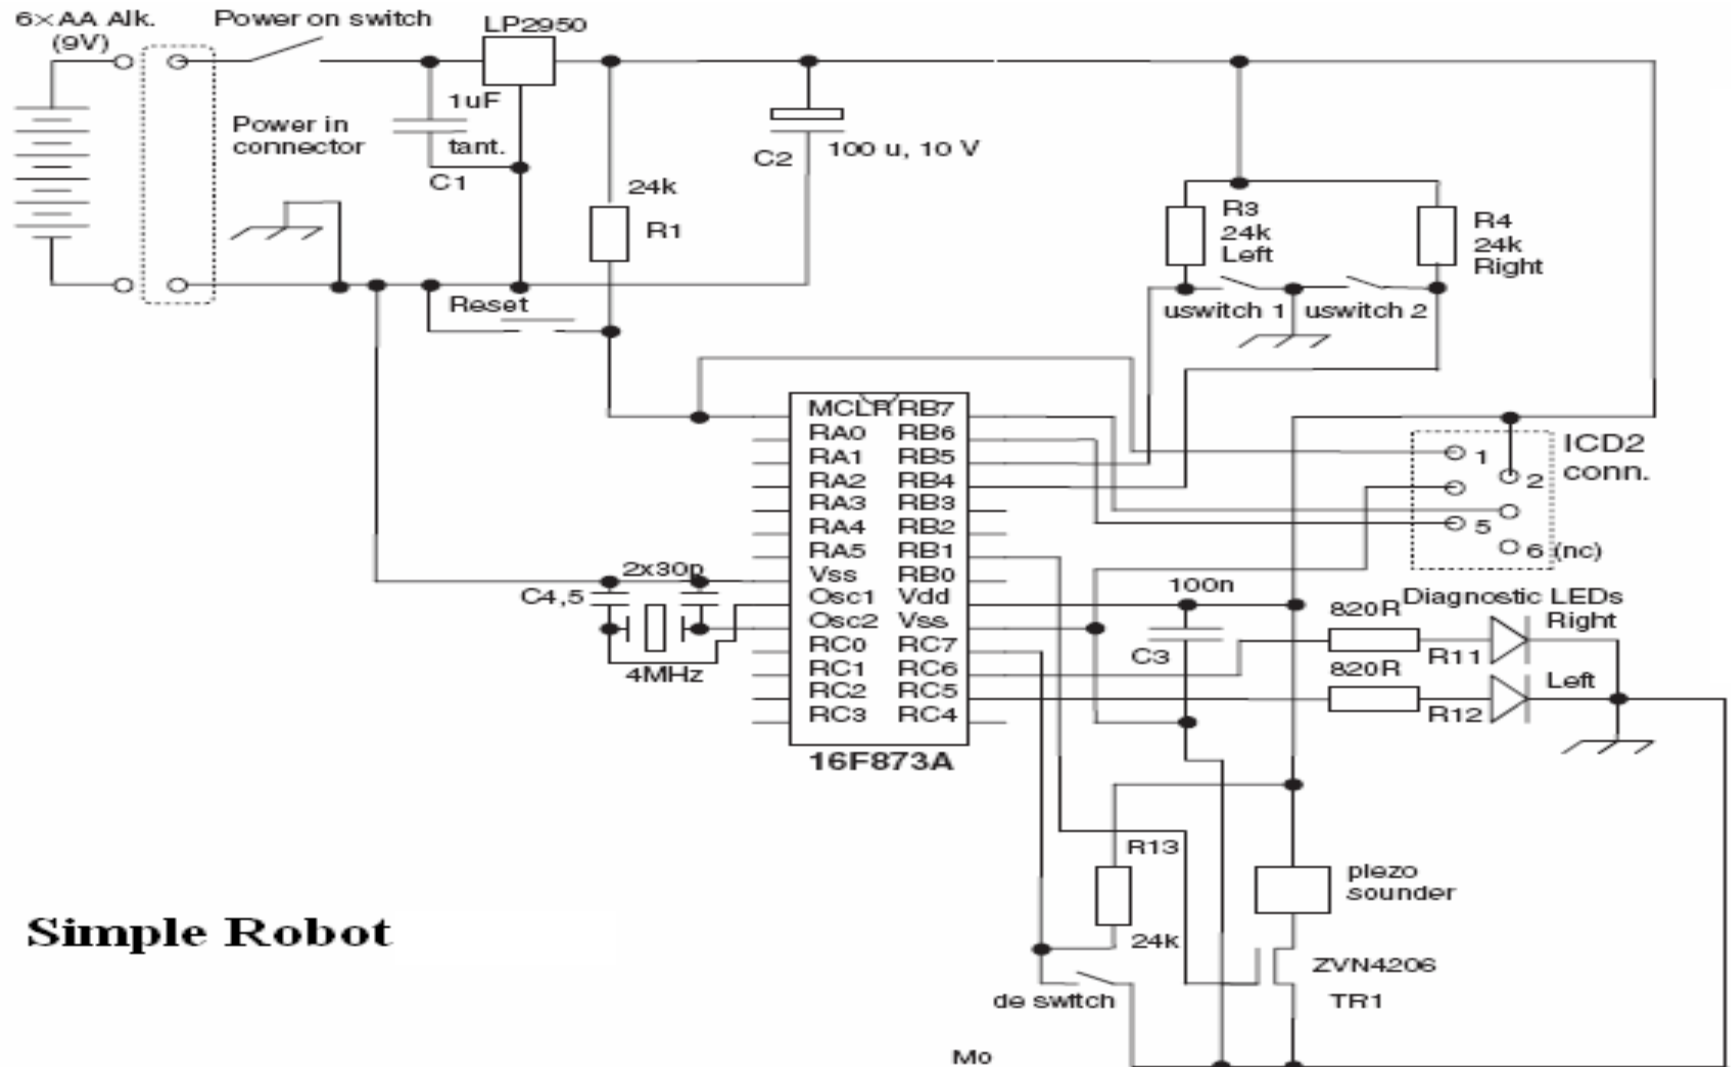 6×AA Alk.
(9V)
Power on switch
LP2950
1uF
tant.
C1
Power in
connector
C2
100 u, 10 V
24k
R1
R3
24k
Left
R4
24k
Right
Reset
uswitch 1
uswitch 2
MCLR RB7
RA0 RB6
RA1 RB5
RA2 RB4
RA3 RB3
RA4 RB2
RA5 RB1
Vss RB0
Osc1 Vdd
Osc2 Vss
RC0 RC7
RC1 RC6
RC2 RC5
RC3 RC4
16F873A
2x30p
C4,5
4MHz
1
2
5
6 (nc)
ICD2
conn.
100n
C3
820R
Diagnostic LEDs
Right
R11
820R
Left
R12
R13
24k
piezo
sounder
ZVN4206
TR1
de switch
Mo
Simple Robot